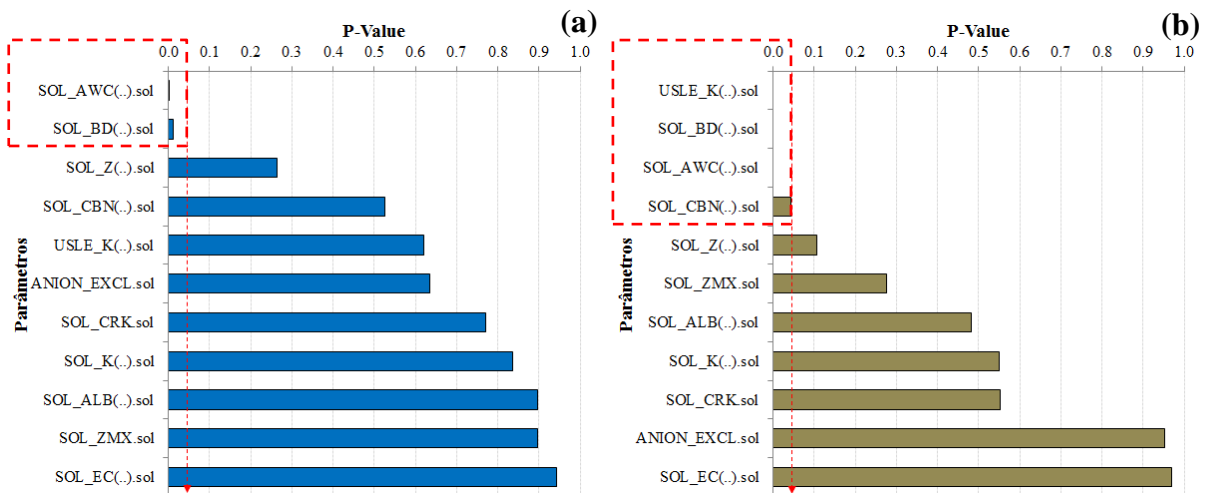 (a)
P-Value
0.0 0.1 0.2 0.3 0.4 0.5 0.6 0.7 0.8 0.9 1.0
Parâmetros
SOL_AWC(..).sol
SOL_BD(..).sol
SOL_Z(..).sol
SOL_CBN(..).sol
USLE_K(..).sol
ANION_EXCL.sol
SOL_CRK.sol
SOL_K(..).sol
SOL_ALB(..).sol
SOL_ZMX.sol
SOL_EC(..).sol
(b)
P-Value
0.0 0.1 0.2 0.3 0.4 0.5 0.6 0.7 0.8 0.9 1.0
Parâmetros
USLE_K(..).sol
SOL_BD(..).sol
SOL_AWC(..).sol
SOL_CBN(..).sol
SOL_Z(..).sol
SOL_ZMX.sol
SOL_ALB(..).sol
SOL_K(..).sol
SOL_CRK.sol
ANION_EXCL.sol
SOL_EC(..).sol